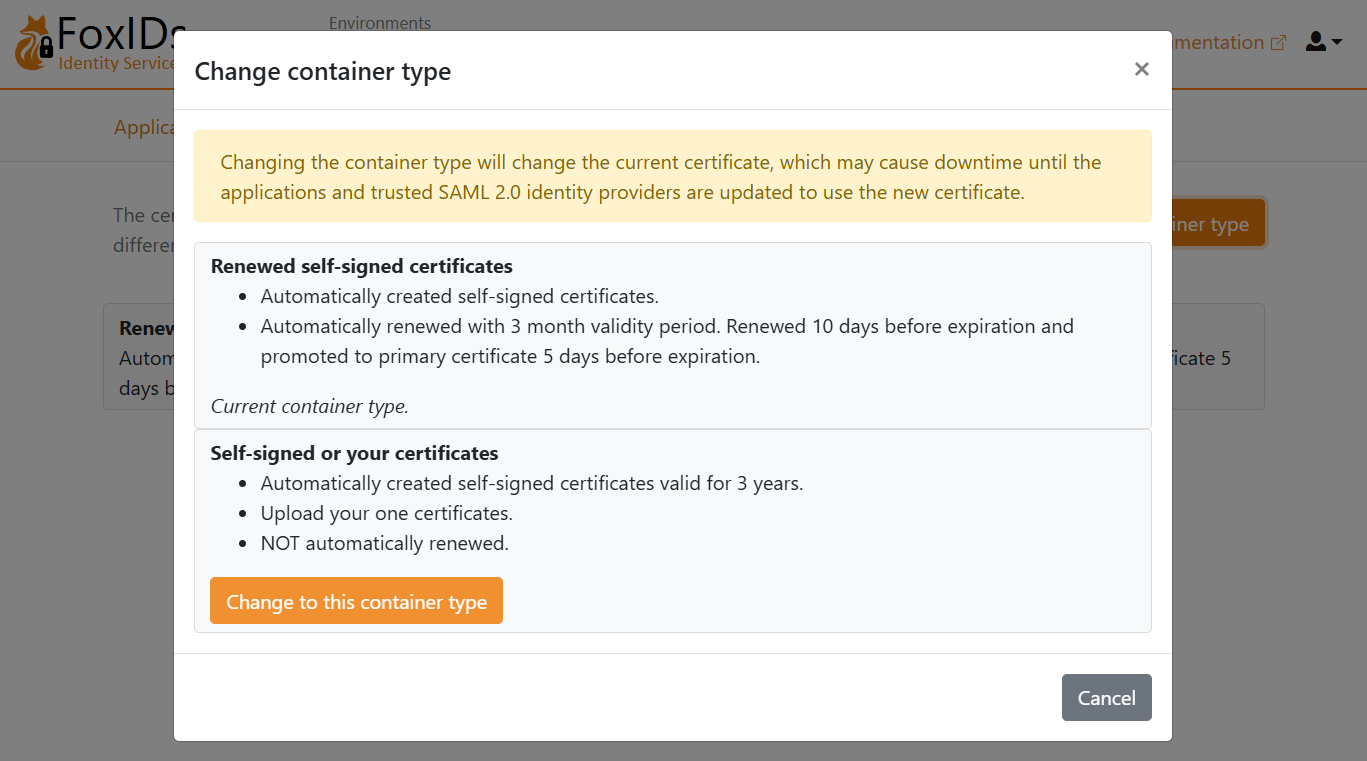 FoxIDs
Identity Service
Environments
mentation
Change container type
×
Applica
Changing the container type will change the current certificate, which may cause downtime until the
applications and trusted SAML 2.0 identity providers are updated to use the new certificate.
The cer
differen
iner type
Renewed self-signed certificates
• Automatically created self-signed certificates.
• Automatically renewed with 3 month validity period. Renewed 10 days before expiration and
promoted to primary certificate 5 days before expiration.
Current container type.
Renew
Autom
ficate 5
days b
Self-signed or your certificates
• Automatically created self-signed certificates valid for 3 years.
• Upload your one certificates.
• NOT automatically renewed.
Change to this container type
Cancel